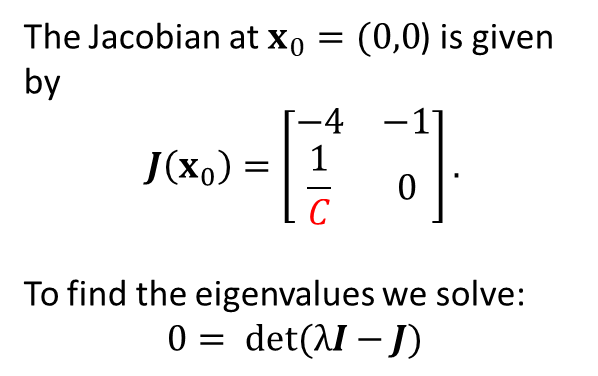 The Jacobian at x₀ = (0,0) is given
by
J(x₀) = [−4 −1; 1/C 0].
To find the eigenvalues we solve:
0 = det(λI − J)